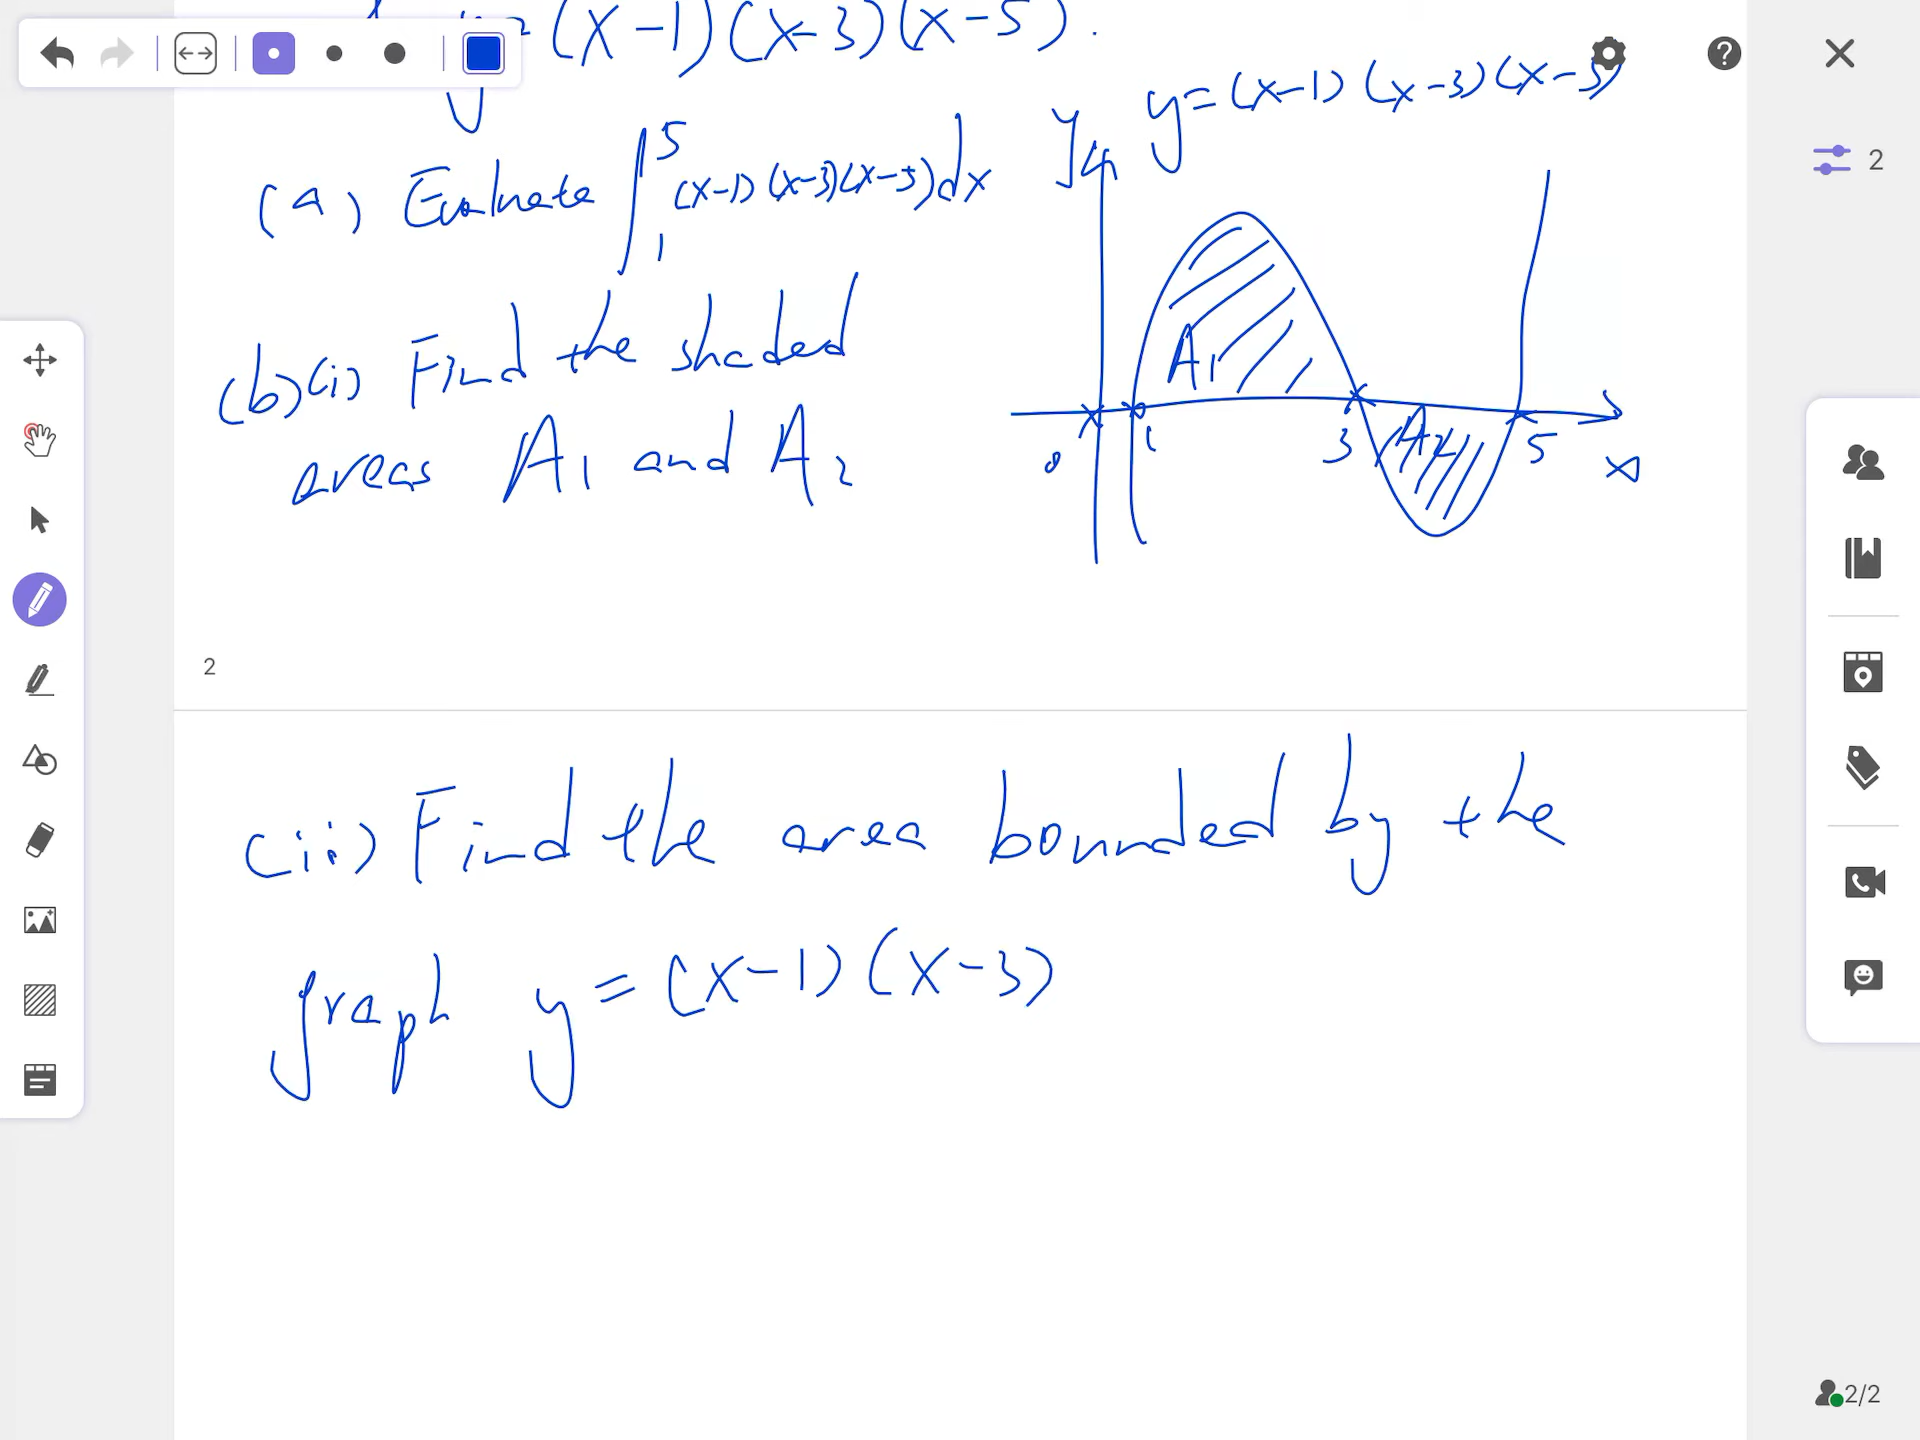 y = (x-1)(x-3)(x-5).
2
(a) Evaluate ∫₁⁵ (x-1)(x-3)(x-5)dx
y y=(x-1)(x-3)(x-5)
(b)(i) Find the shaded
areas A₁ and A₂
A₁
0 1 3 A₂ 5 x
2
(ii) Find the area bounded by the
graph y = (x-1)(x-3)
2/2